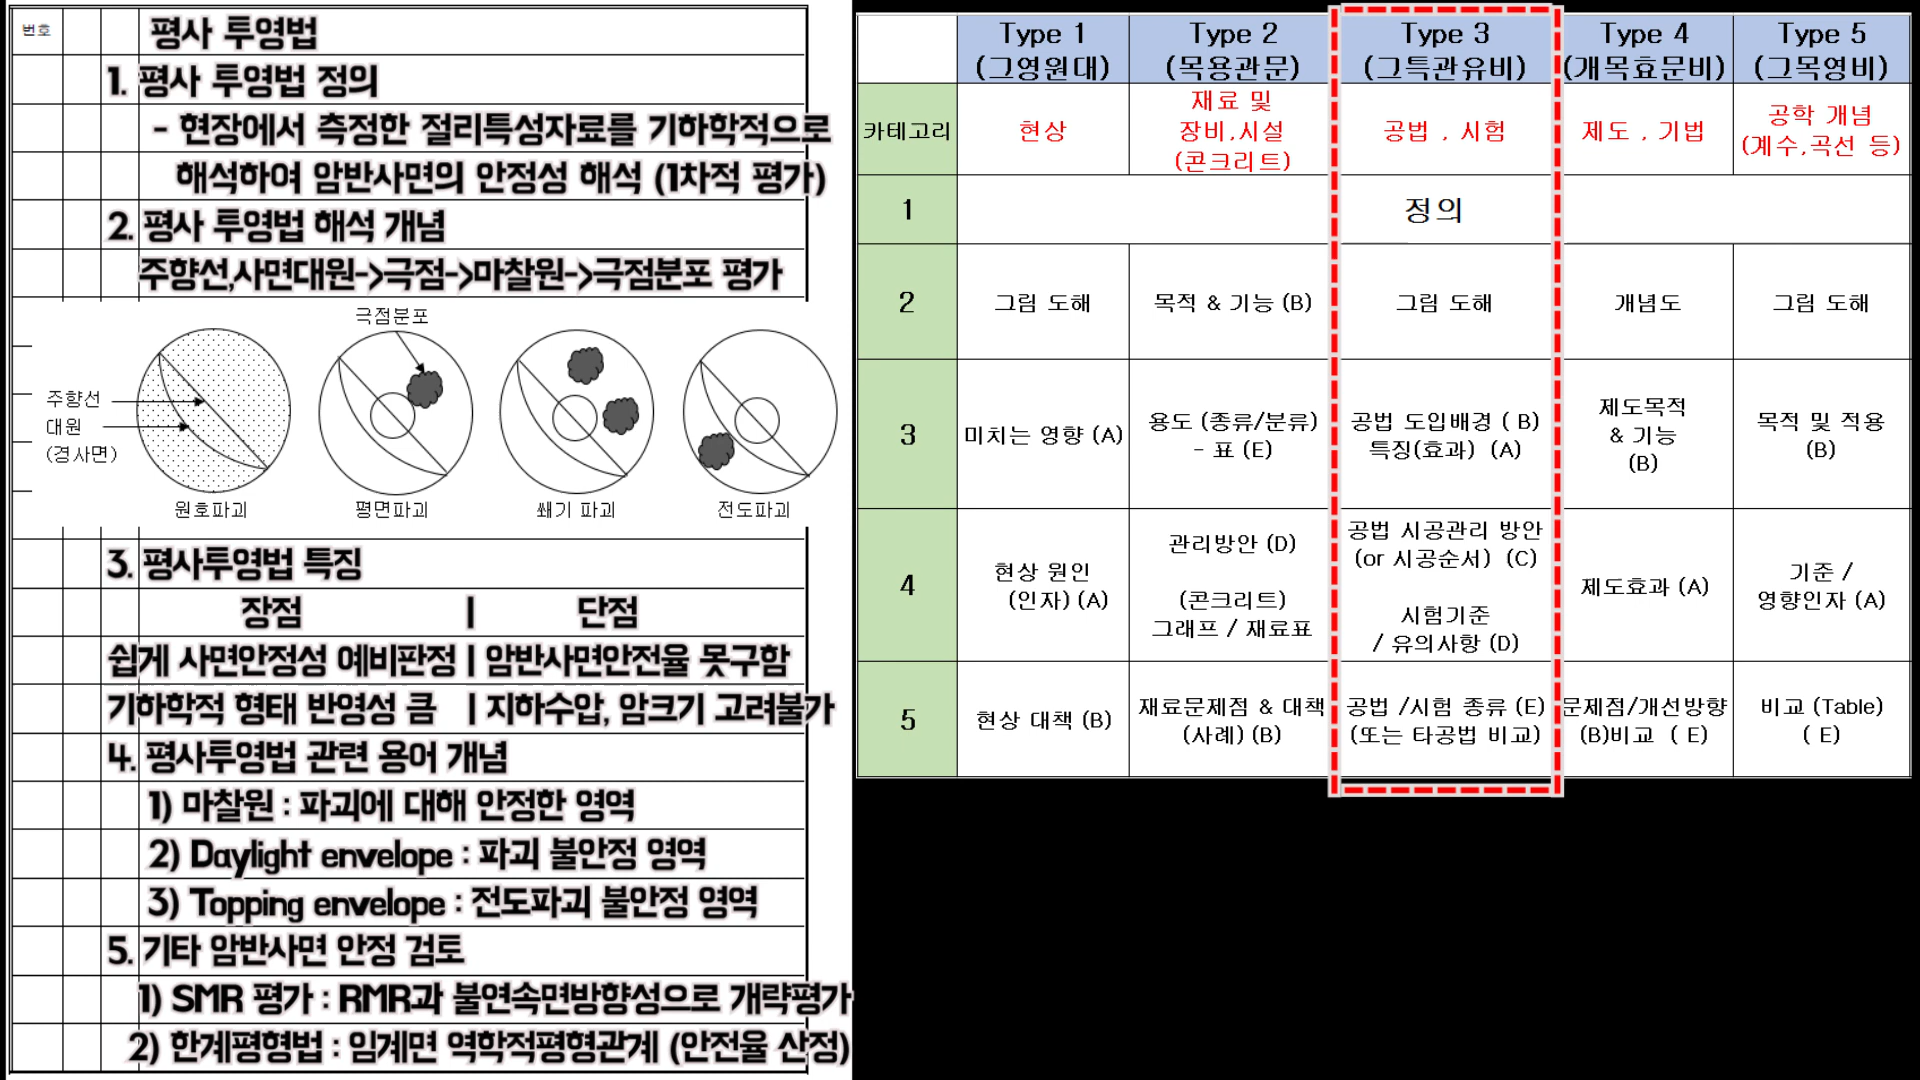 번호
평사 투영법
1. 평사 투영법 정의
- 현장에서 측정한 절리특성자료를 기하학적으로
해석하여 암반사면의 안정성 해석 (1차적 평가)
2. 평사 투영법 해석 개념
주향선,사면대원->극점->마찰원->극점분포 평가
극점분포
주향선
대원
(경사면)
원호파괴
평면파괴
쐐기 파괴
전도파괴
3. 평사투영법 특징
장점 | 단점
쉽게 사면안정성 예비판정 | 암반사면안전율 못구함
기하학적 형태 반영성 큼 | 지하수압, 암크기 고려불가
4. 평사투영법 관련 용어 개념
1) 마찰원 : 파괴에 대해 안정한 영역
2) Daylight envelope : 파괴 불안정 영역
3) Topping envelope : 전도파괴 불안정 영역
5. 기타 암반사면 안정 검토
1) SMR 평가 : RMR과 불연속면방향성으로 개략평가
2) 한계평형법 : 임계면 역학적평형관계 (안전율 산정)
Type 1
(그영원대)
Type 2
(목용관문)
Type 3
(그특관유비)
Type 4
(개목효문비)
Type 5
(그목영비)
카테고리
현상
재료 및
장비,시설
(콘크리트)
공법 , 시험
제도 , 기법
공학 개념
(계수,곡선 등)
1
정의
2
그림 도해
목적 & 기능 (B)
그림 도해
개념도
그림 도해
3
미치는 영향 (A)
용도 (종류/분류)
- 표 (E)
공법 도입배경 ( B)
특징(효과) (A)
제도목적
& 기능
(B)
목적 및 적용
(B)
4
현상 원인
(인자) (A)
관리방안 (D)
(콘크리트)
그래프 / 재료표
공법 시공관리 방안
(or 시공순서) (C)
시험기준
/ 유의사항 (D)
제도효과 (A)
기준 /
영향인자 (A)
5
현상 대책 (B)
재료문제점 & 대책
(사례) (B)
공법 /시험 종류 (E)
(또는 타공법 비교)
문제점/개선방향
(B)비교 ( E)
비교 (Table)
( E)